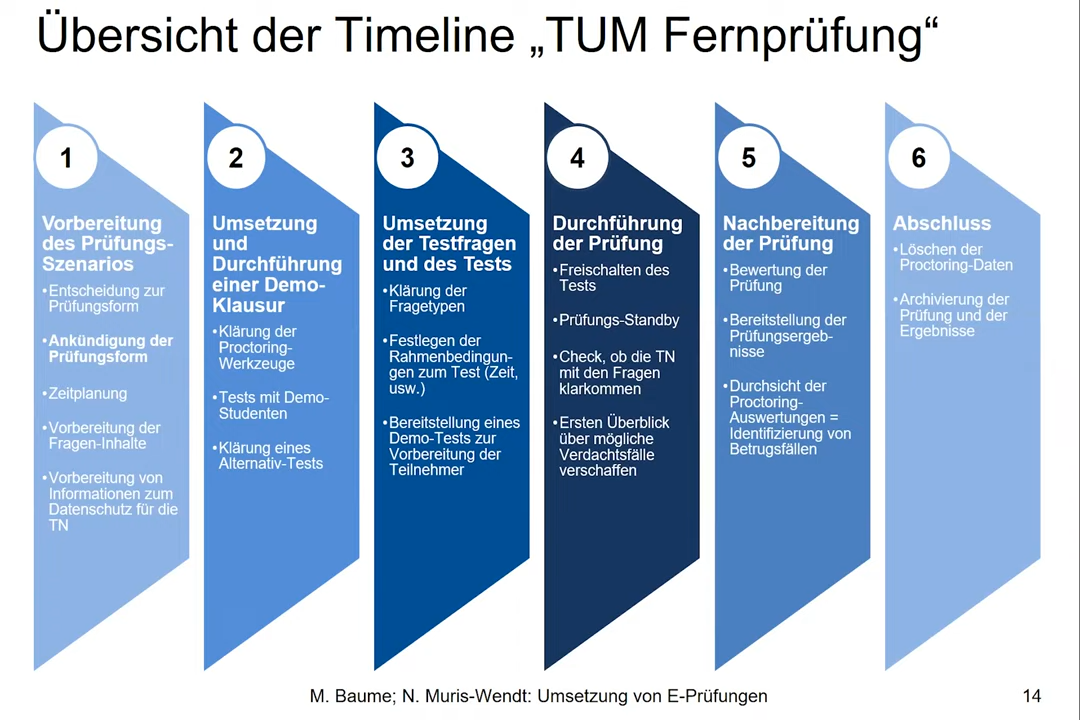 Übersicht der Timeline „TUM Fernprüfung“
1
Vorbereitung
des Prüfungs-
Szenarios
•Entscheidung zur
Prüfungsform
•Ankündigung der
Prüfungsform
•Zeitplanung
•Vorbereitung der
Fragen-Inhalte
•Vorbereitung von
Informationen zum
Datenschutz für die
TN
2
Umsetzung
und
Durchführung
einer Demo-
Klausur
•Klärung der
Proctoring-
Werkzeuge
•Tests mit Demo-
Studenten
•Klärung eines
Alternativ-Tests
3
Umsetzung
der Testfragen
und des Tests
•Klärung der
Fragetypen
•Festlegen der
Rahmenbedingun-
gen zum Test (Zeit,
usw.)
•Bereitstellung eines
Demo-Tests zur
Vorbereitung der
Teilnehmer
4
Durchführung
der Prüfung
•Freischalten des
Tests
•Prüfungs-Standby
•Check, ob die TN
mit den Fragen
klarkommen
•Ersten Überblick
über mögliche
Verdachtsfälle
verschaffen
5
Nachbereitung
der Prüfung
•Bewertung der
Prüfung
•Bereitstellung der
Prüfungsergeb-
nisse
•Durchsicht der
Proctoring-
Auswertungen =
Identifizierung von
Betrugsfällen
6
Abschluss
•Löschen der
Proctoring-Daten
•Archivierung der
Prüfung und der
Ergebnisse
M. Baume; N. Muris-Wendt: Umsetzung von E-Prüfungen
14